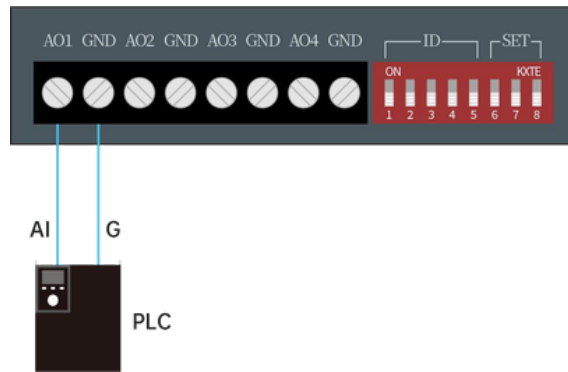 AO1 GND AO2 GND AO3 GND AO4 GND ID SET
ON KXTE
1 2 3 4 5 6 7 8
AI G
PLC